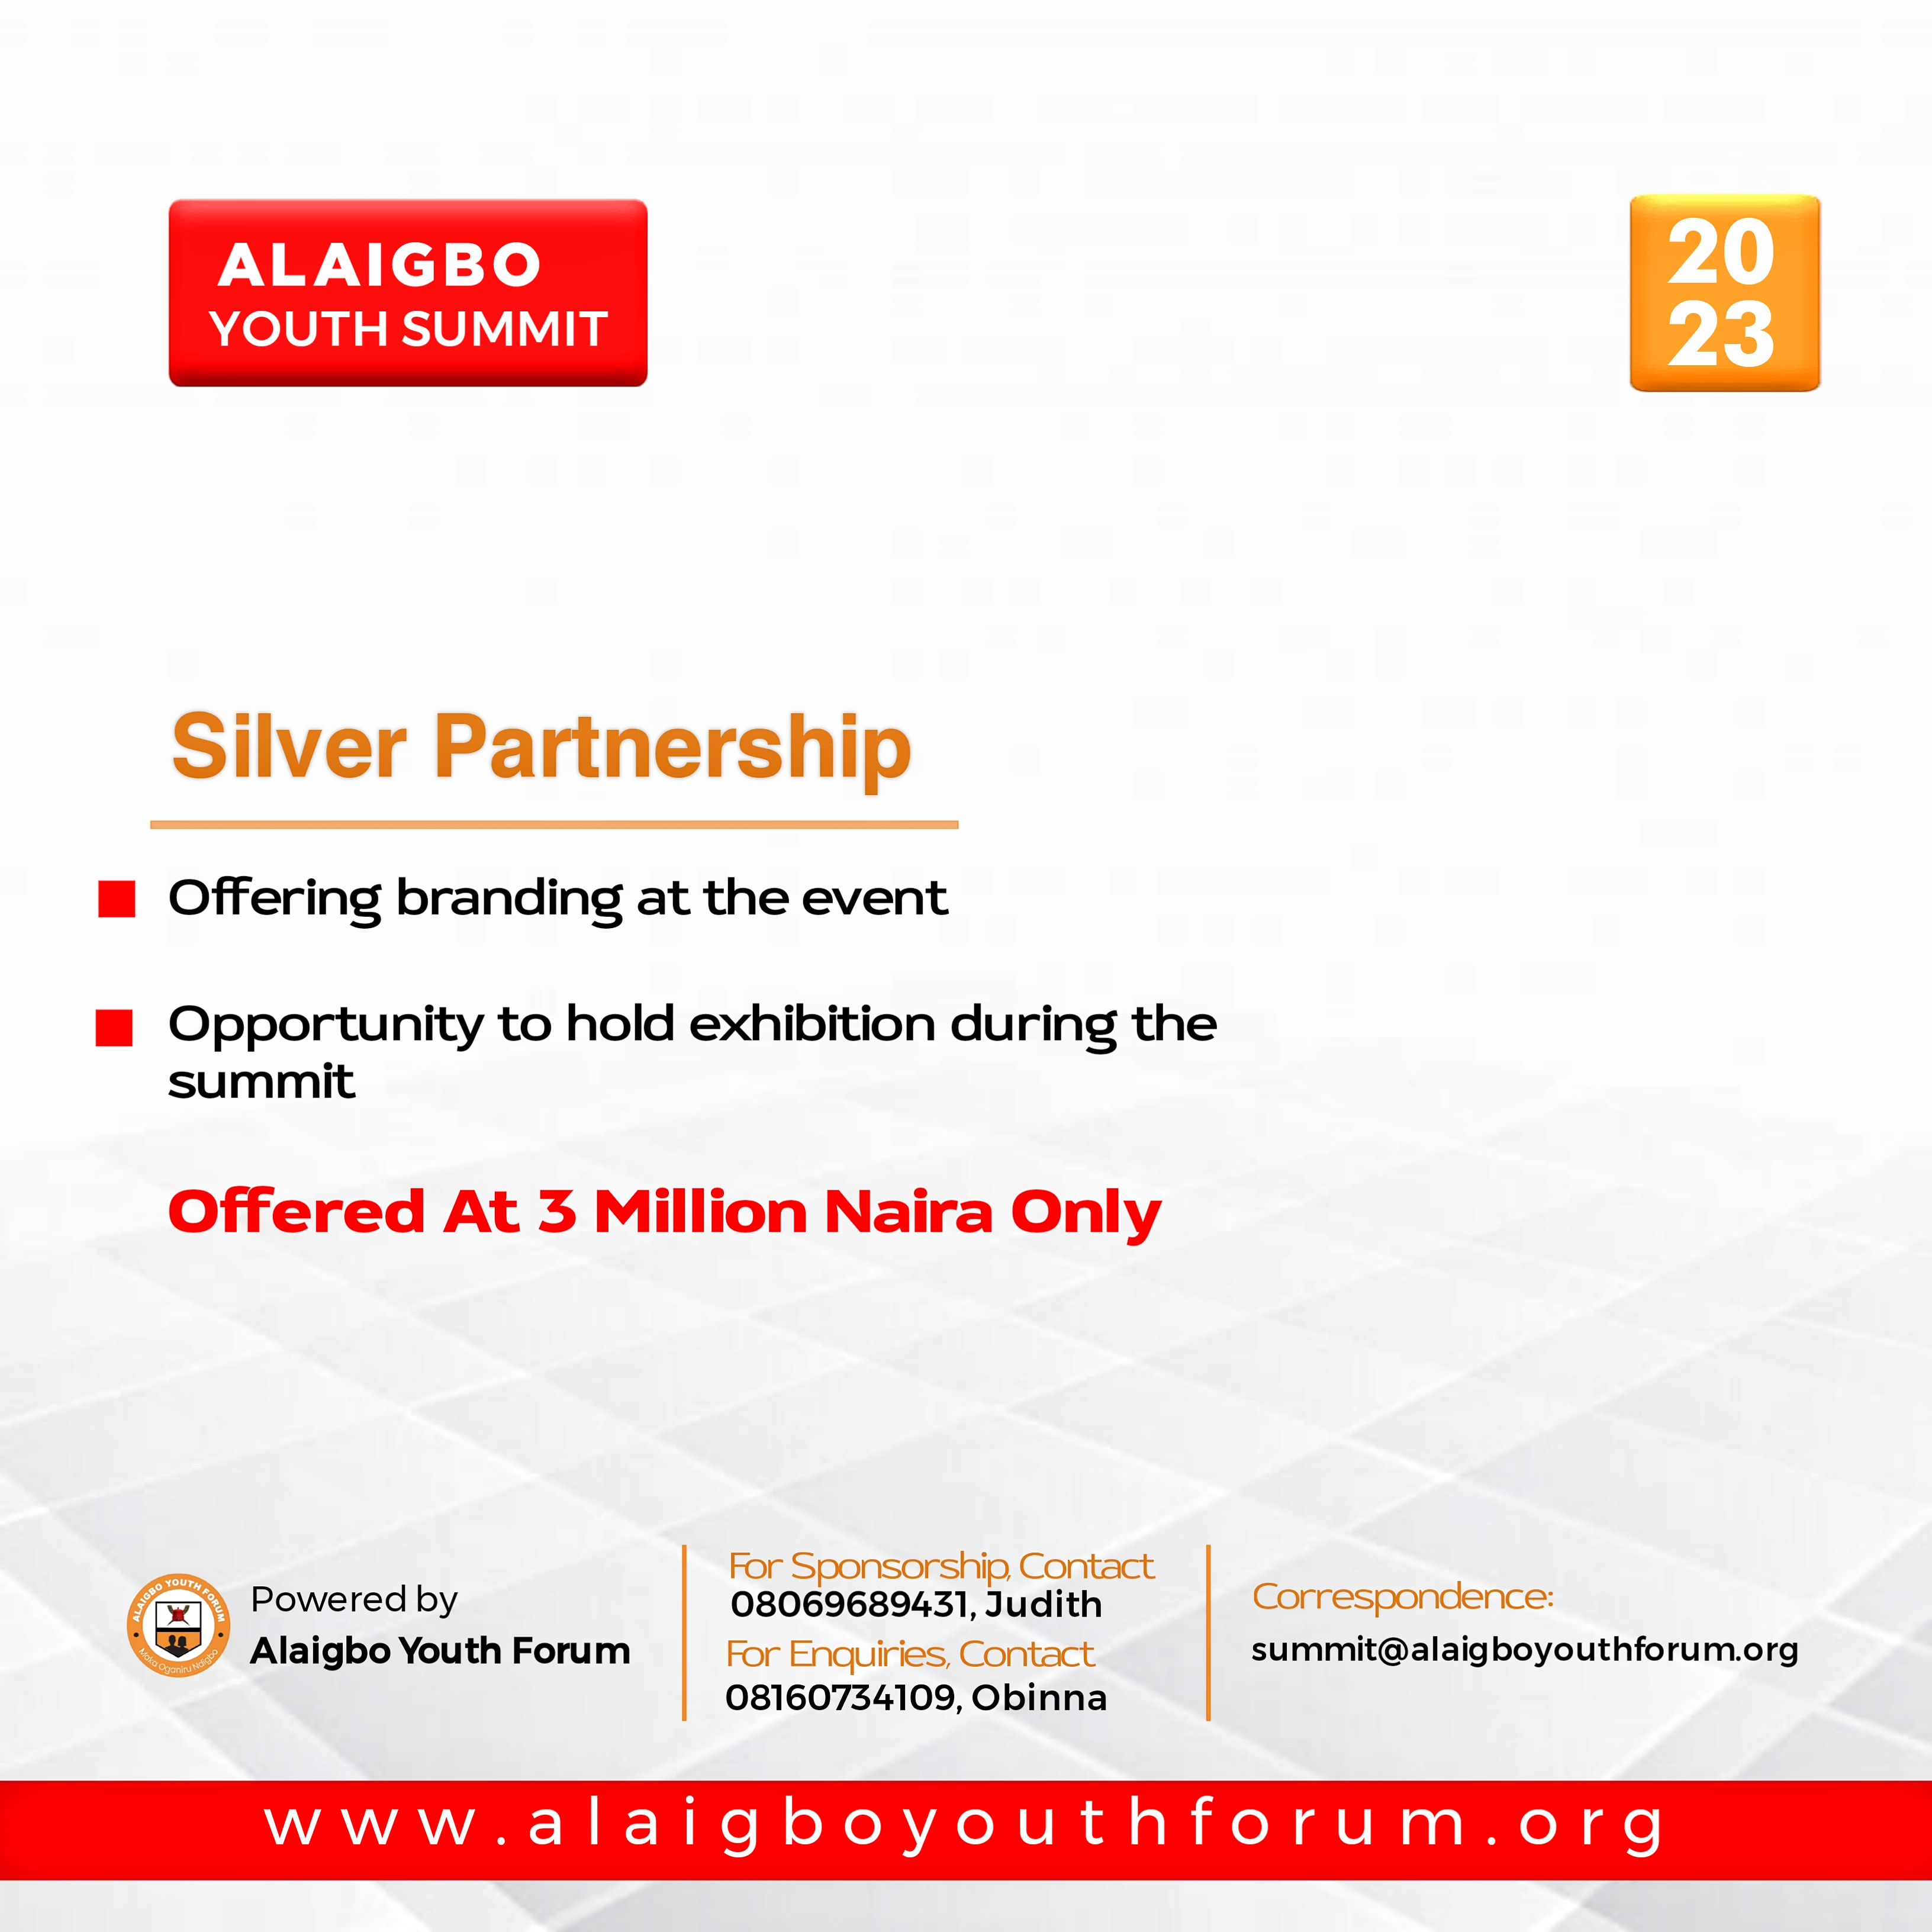 ALAIGBO
YOUTH SUMMIT
20
23
Silver Partnership
Offering branding at the event
Opportunity to hold exhibition during the
summit
Offered At 3 Million Naira Only
ALAIGBO YOUTH FORUM
Maka Oganiru Ndigbo
Powered by
Alaigbo Youth Forum
For Sponsorship, Contact
08069689431, Judith
For Enquiries, Contact
08160734109, Obinna
Correspondence:
summit@alaigboyouthforum.org
www.alaigboyouthforum.org